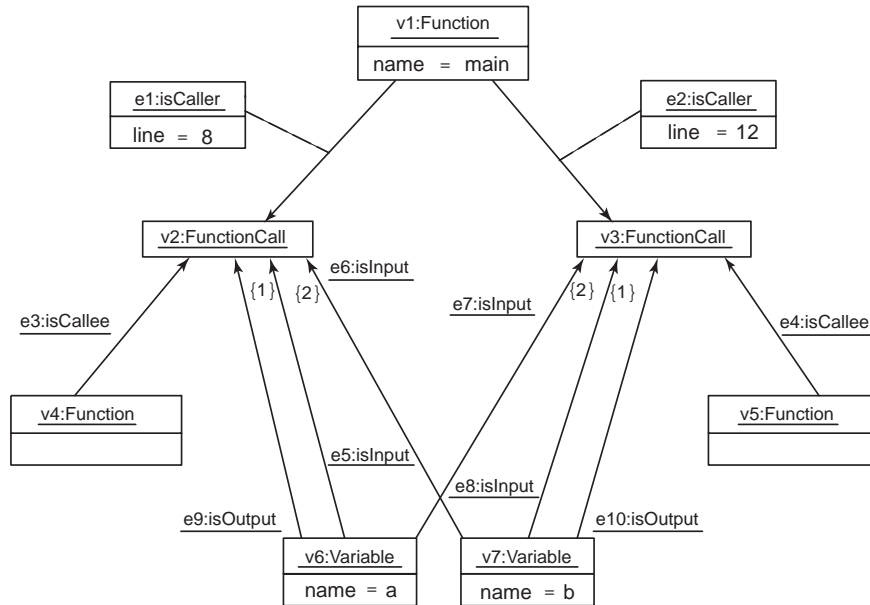 v1:Function
name = main
e1:isCaller
line = 8
e2:isCaller
line = 12
v2:FunctionCall
v3:FunctionCall
e6:isInput
{1}
{2}
e7:isInput
{2}
{1}
e3:isCallee
e4:isCallee
v4:Function
v5:Function
e5:isInput
e8:isInput
e9:isOutput
e10:isOutput
v6:Variable
name = a
v7:Variable
name = b